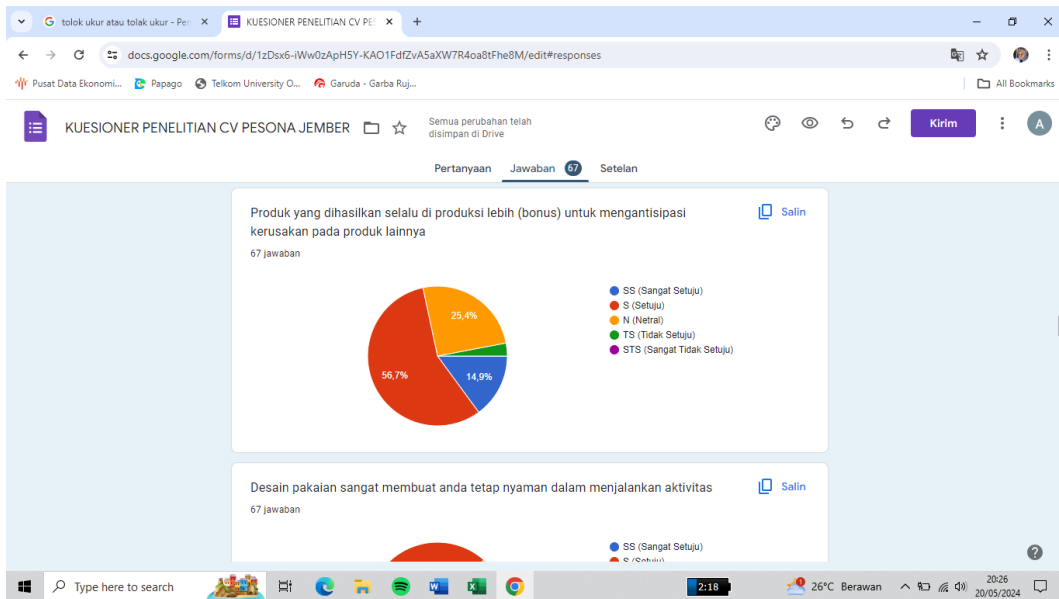 tolok ukur atau tolak ukur - Pen
KUESIONER PENELITIAN CV PES
docs.google.com/forms/d/1zDsx6-iWw0zApH5Y-KAO1FdfZvA5aXW7R4oa8tFhe8M/edit#responses
Pusat Data Ekonomi...
Papago
Telkom University O...
Garuda - Garba Ruj...
All Bookmarks
KUESIONER PENELITIAN CV PESONA JEMBER
Semua perubahan telah
disimpan di Drive
Kirim
A
Pertanyaan
Jawaban 67
Setelan
Produk yang dihasilkan selalu di produksi lebih (bonus) untuk mengantisipasi
kerusakan pada produk lainnya
Salin
67 jawaban
SS (Sangat Setuju)
S (Setuju)
N (Netral)
TS (Tidak Setuju)
STS (Sangat Tidak Setuju)
25,4%
56,7%
14,9%
Desain pakaian sangat membuat anda tetap nyaman dalam menjalankan aktivitas
Salin
67 jawaban
SS (Sangat Setuju)
S (Setuju)
Type here to search
2:18
26°C Berawan
20:26
20/05/2024